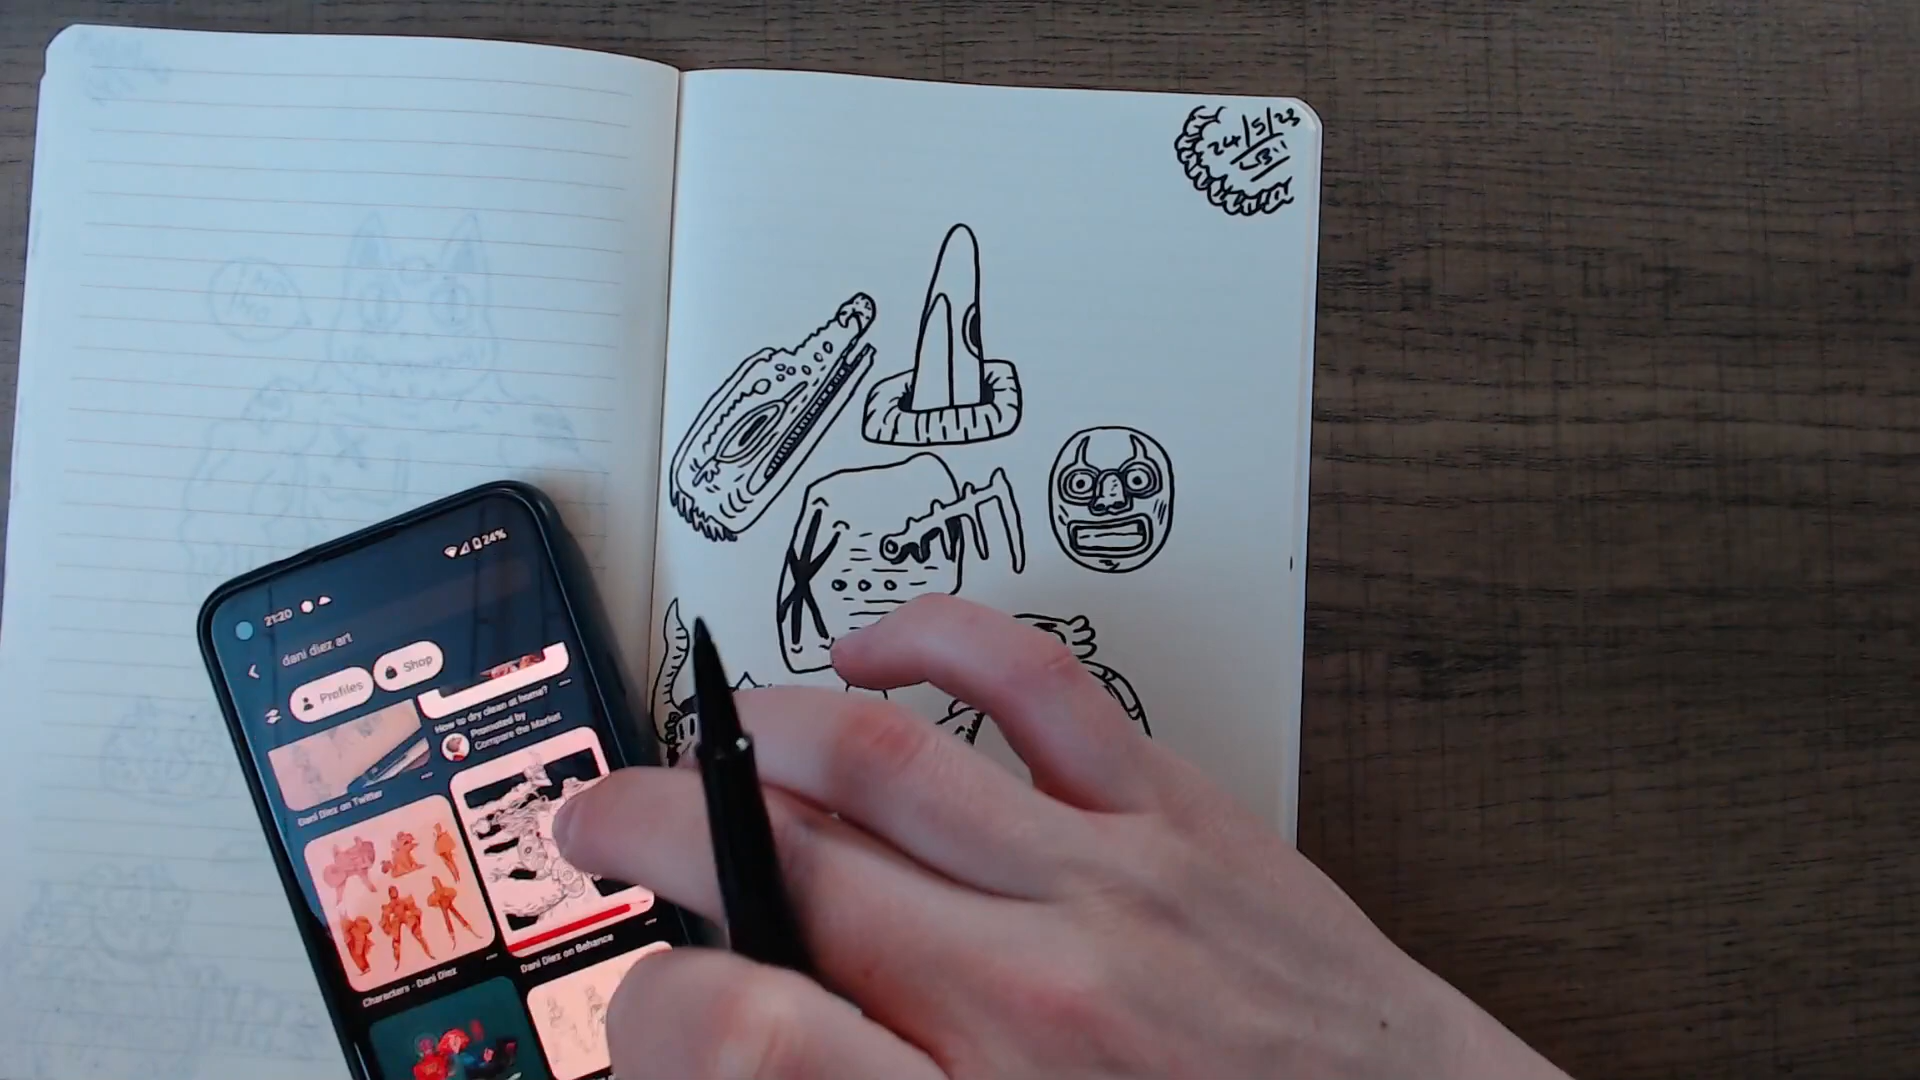 24/5/23
21:20
24%
dani diez art
Profiles
Shop
How to dry clean at home?
Promoted by
Compare the Market
Dani Diez on Twitter
Dani Diez on Behance
Characters - Dani Diez